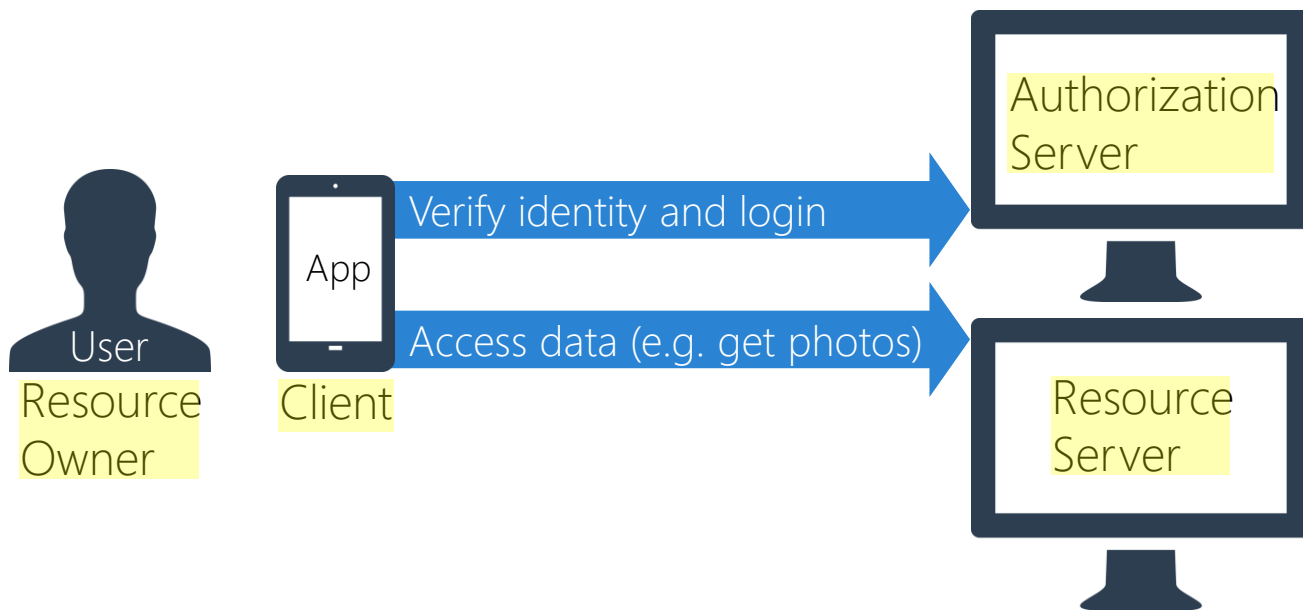 User
Resource
Owner
App
Client
Verify identity and login
Access data (e.g. get photos)
Authorization
Server
Resource
Server